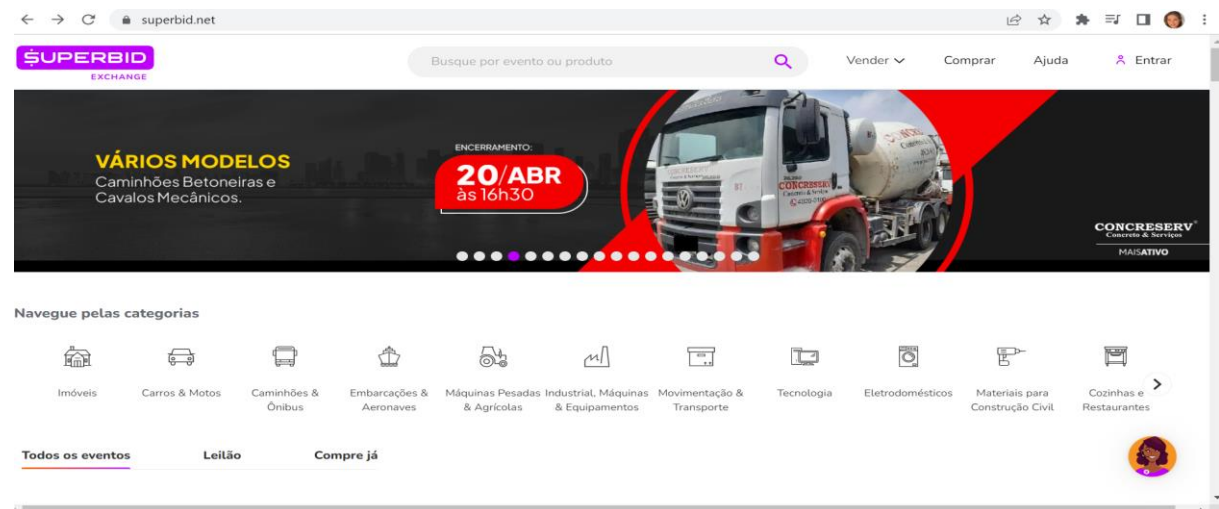 superbid.net
SUPERBID
EXCHANGE
Busque por evento ou produto
Vender
Comprar
Ajuda
Entrar
VÁRIOS MODELOS
Caminhões Betoneiras e
Cavalos Mecânicos.
ENCERRAMENTO:
20/ABR
às 16h30
CONCRESERV
Concreto & Serviços
MAISATIVO
Navegue pelas categorias
Imóveis
Carros & Motos
Caminhões &
Ônibus
Embarcações &
Aeronaves
Máquinas Pesadas
& Agrícolas
Industrial, Máquinas
& Equipamentos
Movimentação &
Transporte
Tecnologia
Eletrodomésticos
Materiais para
Construção Civil
Cozinhas e
Restaurantes
Todos os eventos
Leilão
Compre já